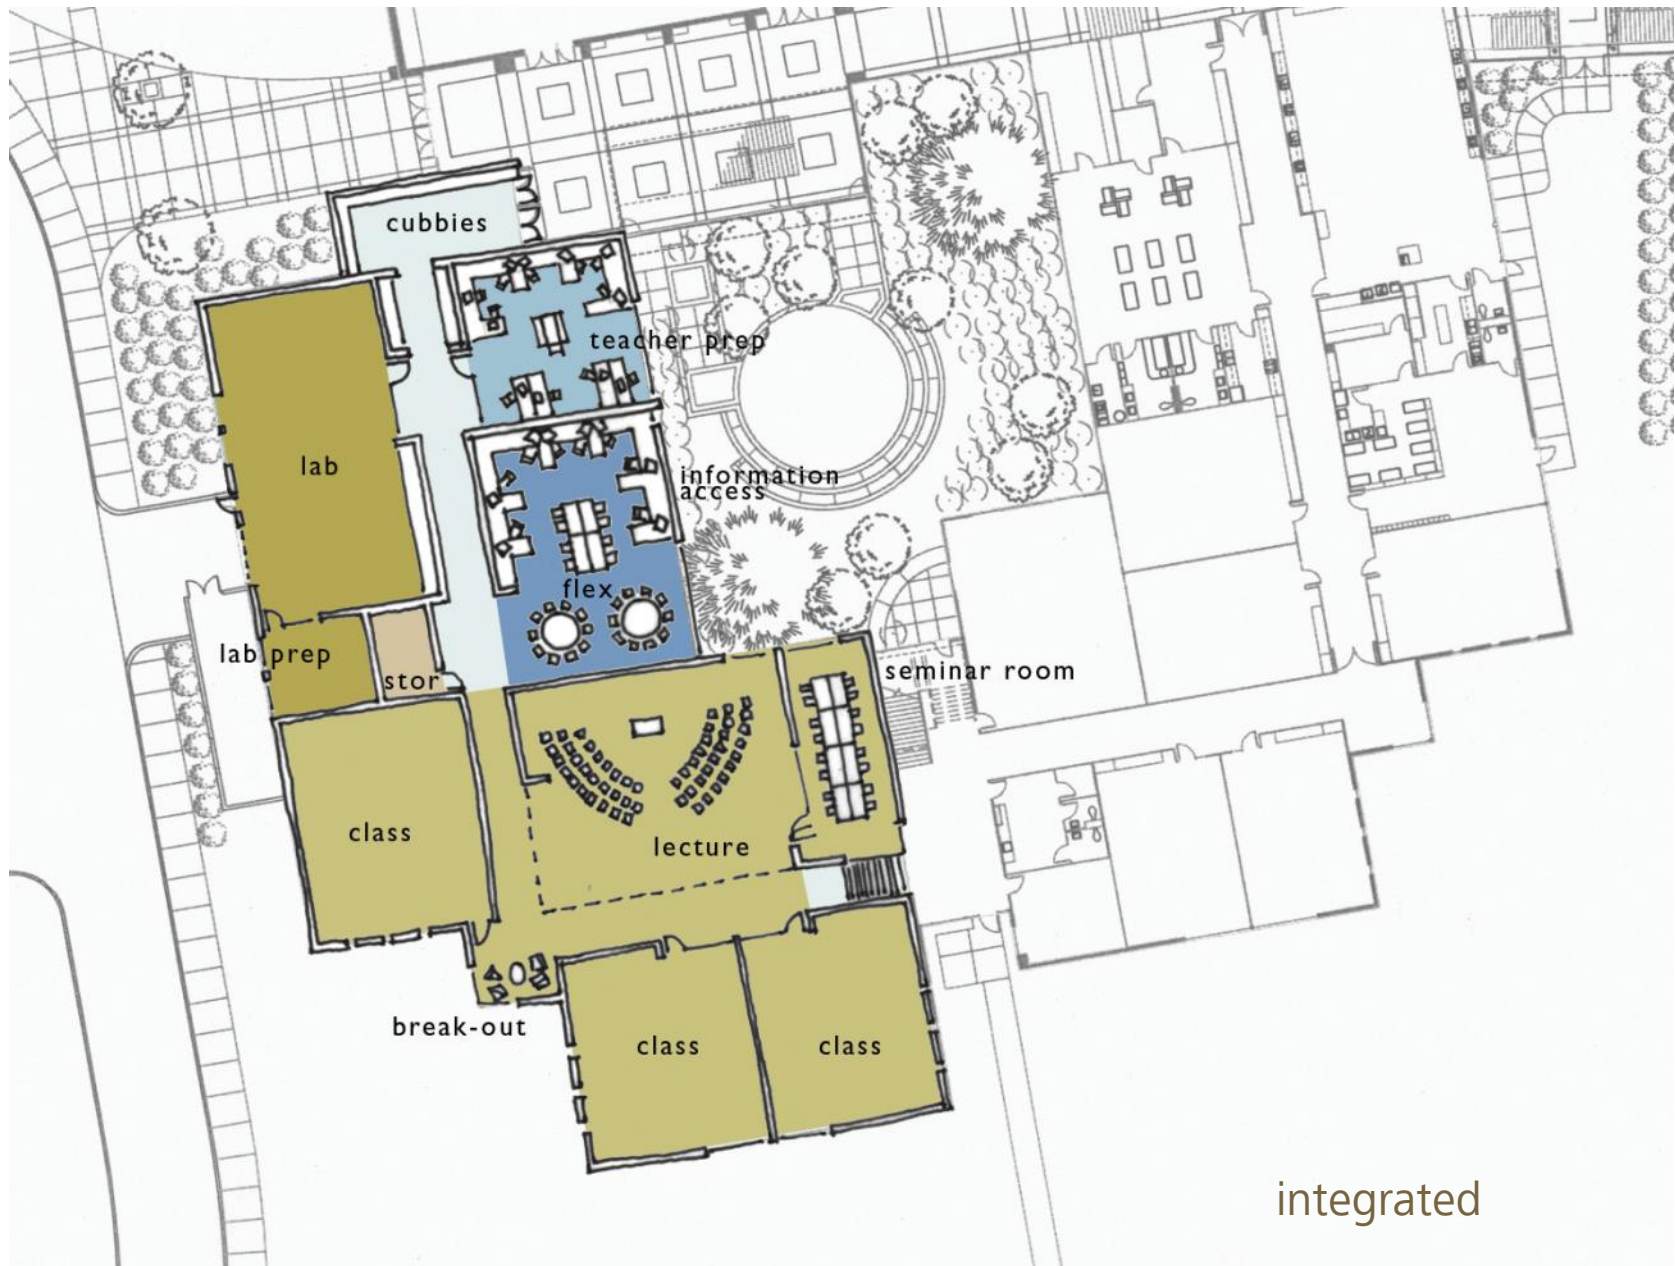 cubbies
teacher prep
lab
information
access
flex
lab prep
stor
seminar room
class
lecture
break-out
class
class
integrated